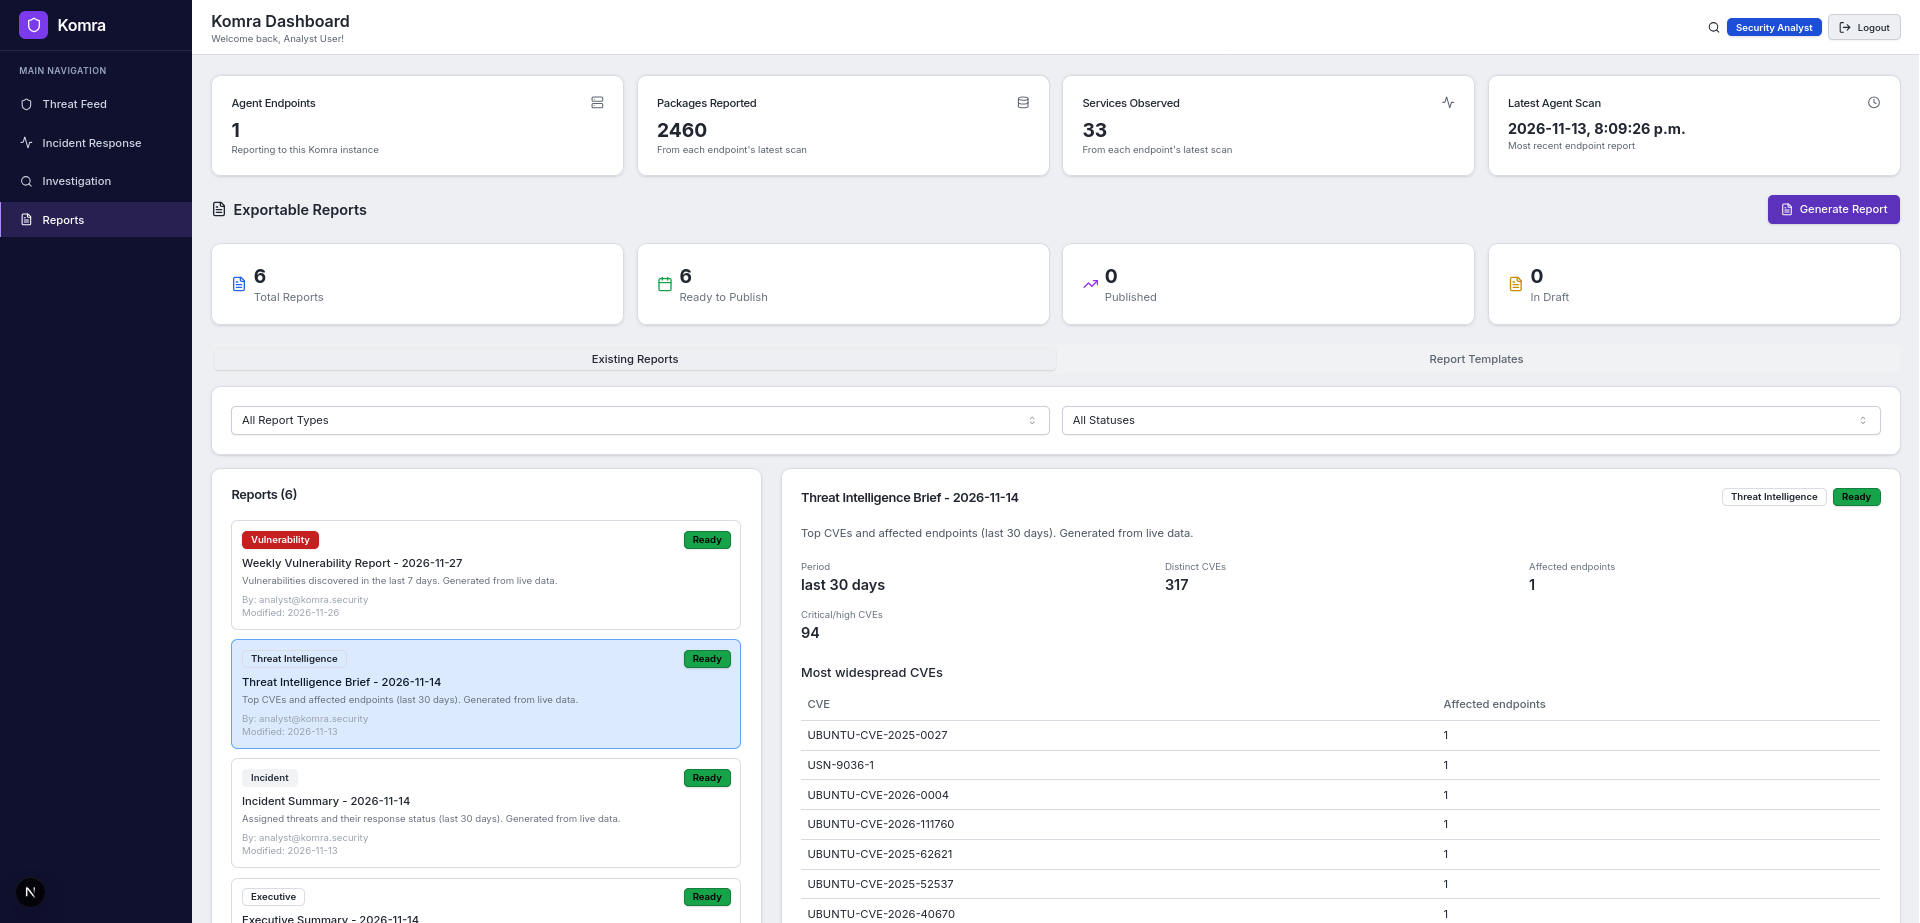 Komra
MAIN NAVIGATION
Threat Feed
Incident Response
Investigation
Reports
N
Komra Dashboard
Welcome back, Analyst User!
Security Analyst
Logout
Agent Endpoints
1
Reporting to this Komra instance
Packages Reported
2460
From each endpoint's latest scan
Services Observed
33
From each endpoint's latest scan
Latest Agent Scan
2026-11-13, 8:09:26 p.m.
Most recent endpoint report
Exportable Reports
Generate Report
6
Total Reports
6
Ready to Publish
0
Published
0
In Draft
Existing Reports
Report Templates
All Report Types
All Statuses
Reports (6)
Vulnerability
Ready
Weekly Vulnerability Report - 2026-11-27
Vulnerabilities discovered in the last 7 days. Generated from live data.
By: analyst@komra.security
Modified: 2026-11-26
Threat Intelligence
Ready
Threat Intelligence Brief - 2026-11-14
Top CVEs and affected endpoints (last 30 days). Generated from live data.
By: analyst@komra.security
Modified: 2026-11-13
Incident
Ready
Incident Summary - 2026-11-14
Assigned threats and their response status (last 30 days). Generated from live data.
By: analyst@komra.security
Modified: 2026-11-13
Executive
Ready
Executive Summary - 2026-11-14
Threat Intelligence Brief - 2026-11-14
Threat Intelligence
Ready
Top CVEs and affected endpoints (last 30 days). Generated from live data.
Period
last 30 days
Distinct CVEs
317
Affected endpoints
1
Critical/high CVEs
94
Most widespread CVEs
CVE Affected endpoints
UBUNTU-CVE-2025-0027 1
USN-9036-1 1
UBUNTU-CVE-2026-0004 1
UBUNTU-CVE-2026-111760 1
UBUNTU-CVE-2025-62621 1
UBUNTU-CVE-2025-52537 1
UBUNTU-CVE-2026-40670 1